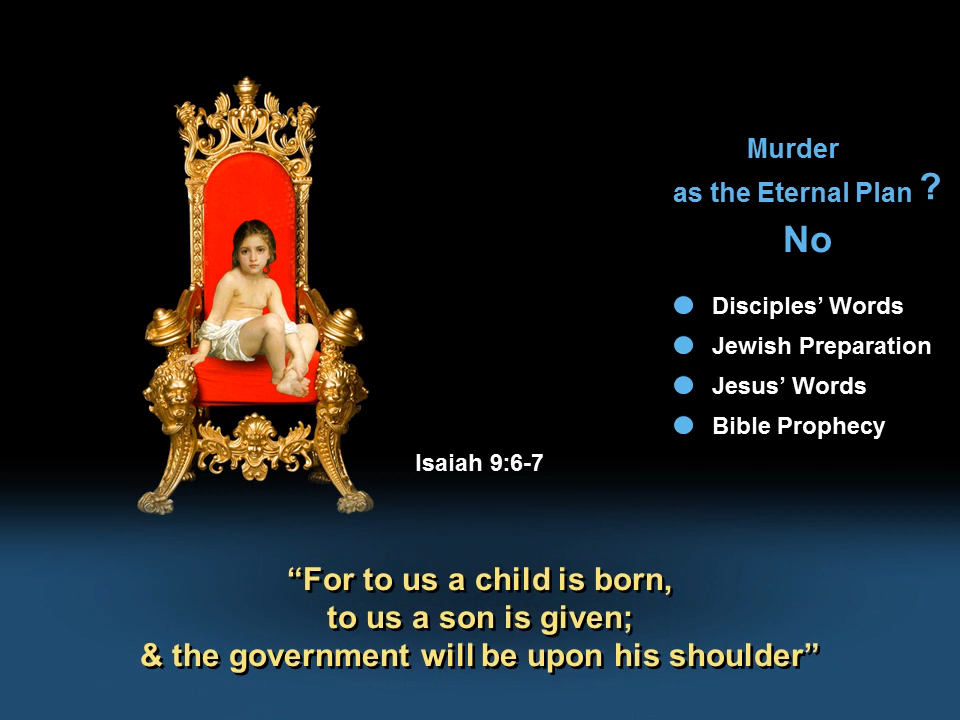 Murder
as the Eternal Plan ?
No
Disciples’ Words
Jewish Preparation
Jesus’ Words
Bible Prophecy
Isaiah 9:6-7
“For to us a child is born,
to us a son is given;
& the government will be upon his shoulder”